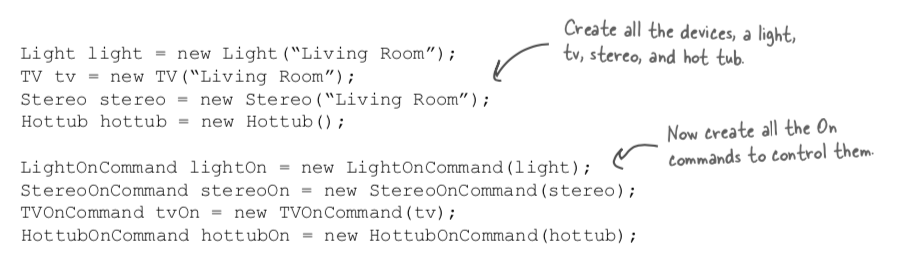 Light light = new Light(“Living Room”);
TV tv = new TV(“Living Room”);
Stereo stereo = new Stereo(“Living Room”);
Hottub hottub = new Hottub();
Create all the devices, a light,
tv, stereo, and hot tub.
LightOnCommand lightOn = new LightOnCommand(light);
StereoOnCommand stereoOn = new StereoOnCommand(stereo);
TVOnCommand tvOn = new TVOnCommand(tv);
HottubOnCommand hottubOn = new HottubOnCommand(hottub);
Now create all the On
commands to control them.